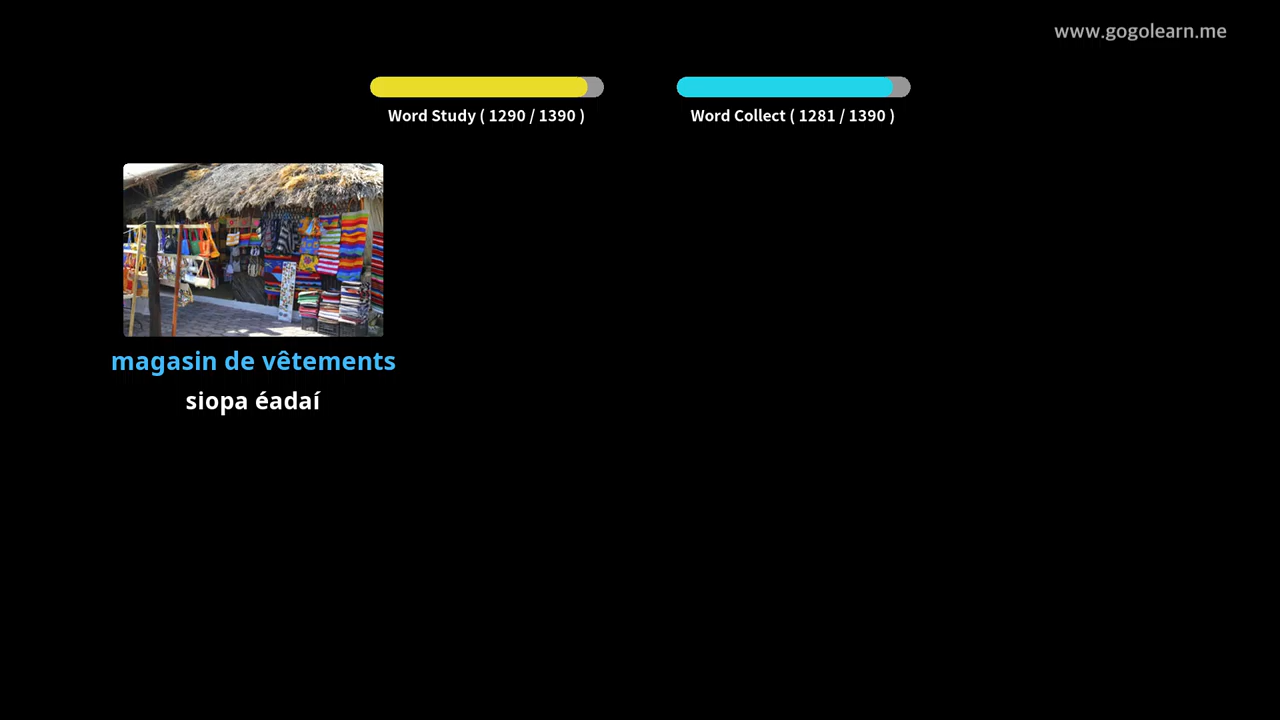 www.gogolearn.me
Word Study ( 1290 / 1390 )
Word Collect ( 1281 / 1390 )
magasin de vêtements
siopa éadaí